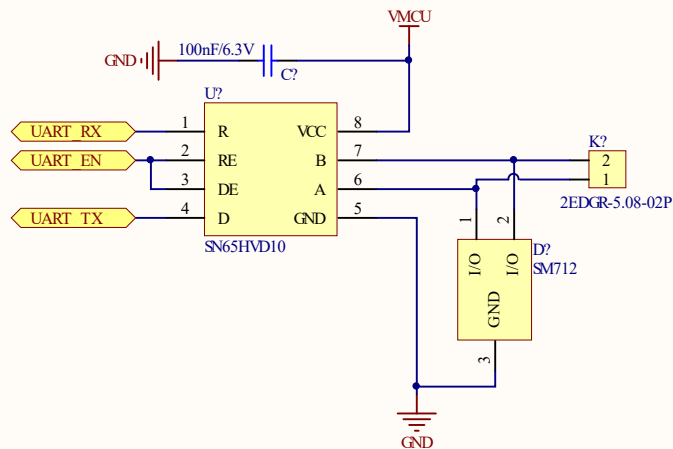 VMCU
100nF/6.3V
GND
C?
U?
UART_RX 1 R VCC 8
K?
UART_EN 2 RE B 7 2
3 DE A 6 1
2EDGR-5.08-02P
UART_TX 4 D GND 5 1 2
SN65HVD10
D?
I/O I/O SM712
GND
3
GND